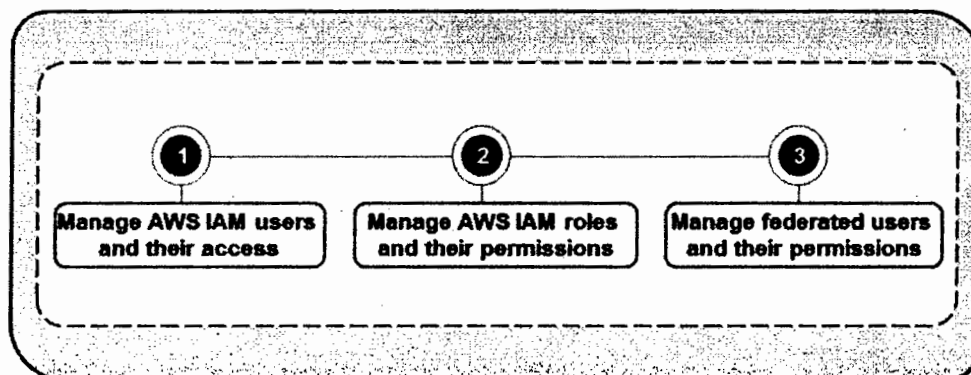 1
2
3
Manage AWS IAM users
and their access
Manage AWS IAM roles
and their permissions
Manage federated users
and their permissions